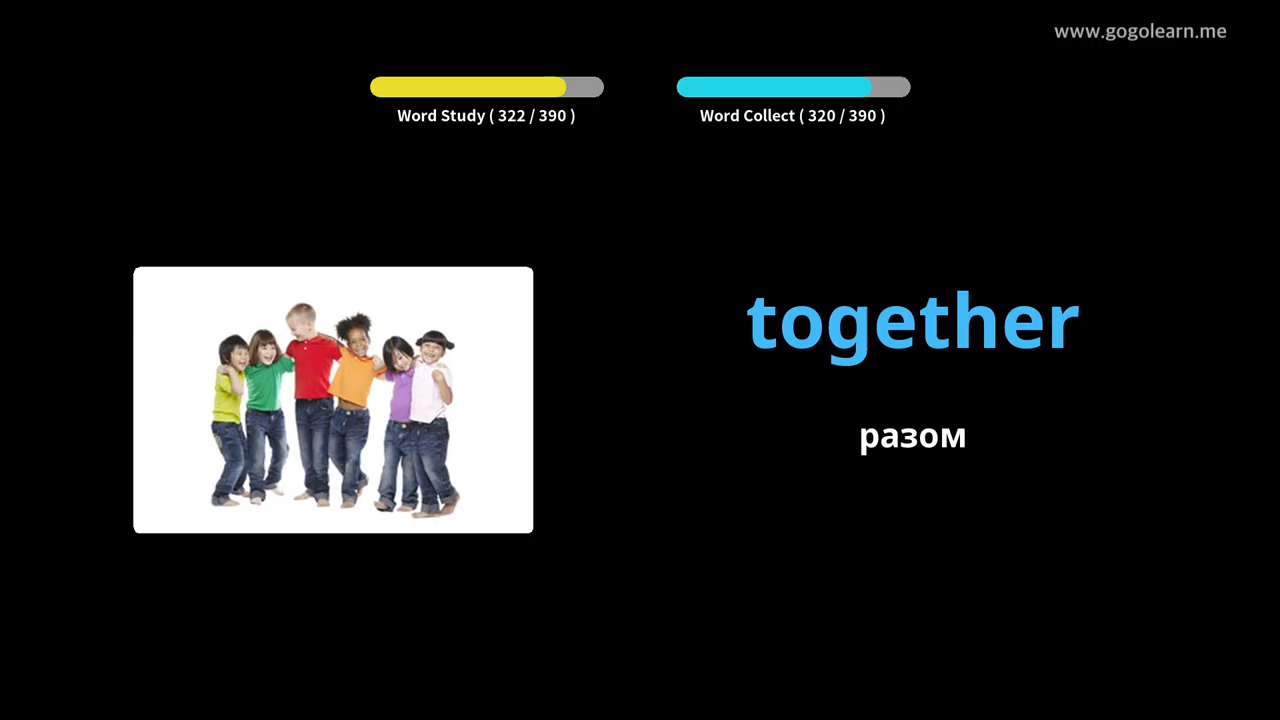 www.gogolearn.me
Word Study ( 322 / 390 )
Word Collect ( 320 / 390 )
together
разом